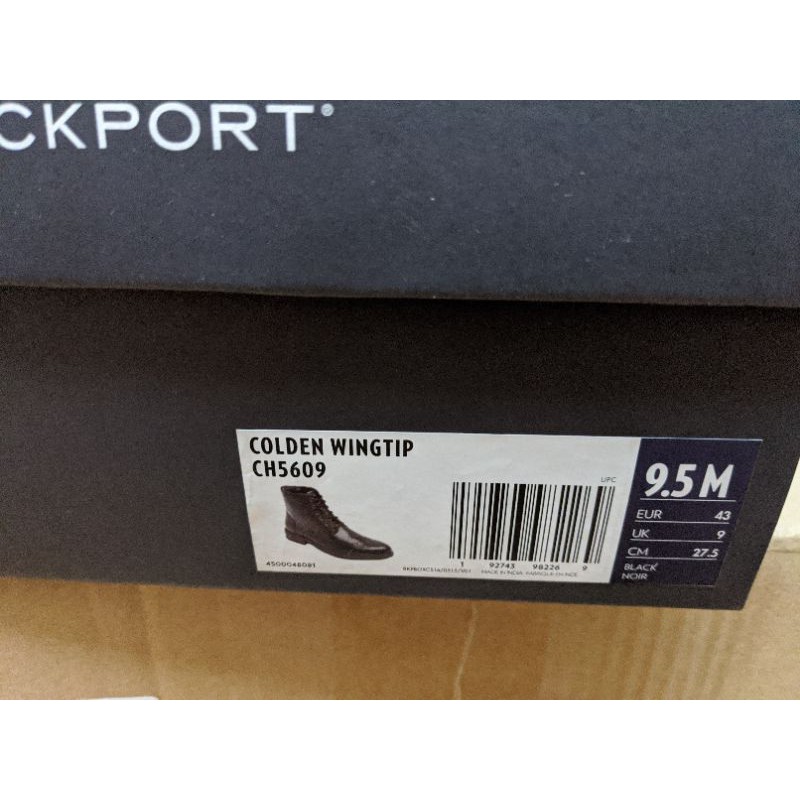 CKPORT®
COLDEN WINGTIP
CH5609
4500048081
UPC
1 92743 98226 9
MADE IN INDIA
9.5 M
EUR 43
UK 9
CM 27.5
BLACK
NOIR